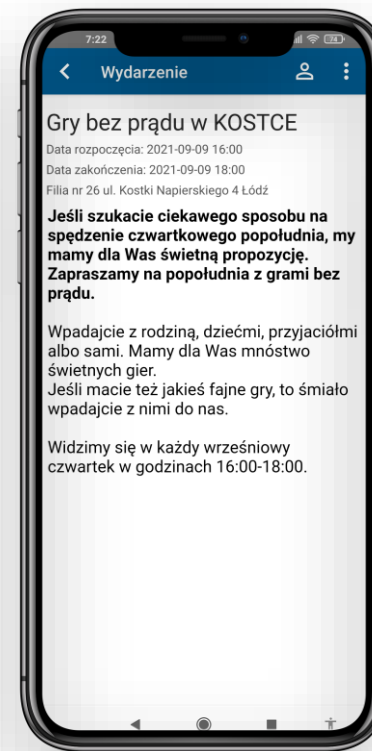 7:22
74
Wydarzenie
Gry bez prądu w KOSTCE
Data rozpoczęcia: 2021-09-09 16:00
Data zakończenia: 2021-09-09 18:00
Filia nr 26 ul. Kostki Napierskiego 4 Łódź
Jeśli szukacie ciekawego sposobu na
spędzenie czwartkowego popołudnia, my
mamy dla Was świetną propozycję.
Zapraszamy na popołudnia z grami bez
prądu.
Wpadajcie z rodziną, dziećmi, przyjaciółmi
albo sami. Mamy dla Was mnóstwo
świetnych gier.
Jeśli macie też jakieś fajne gry, to śmiało
wpadajcie z nimi do nas.
Widzimy się w każdy wrześniowy
czwartek w godzinach 16:00-18:00.